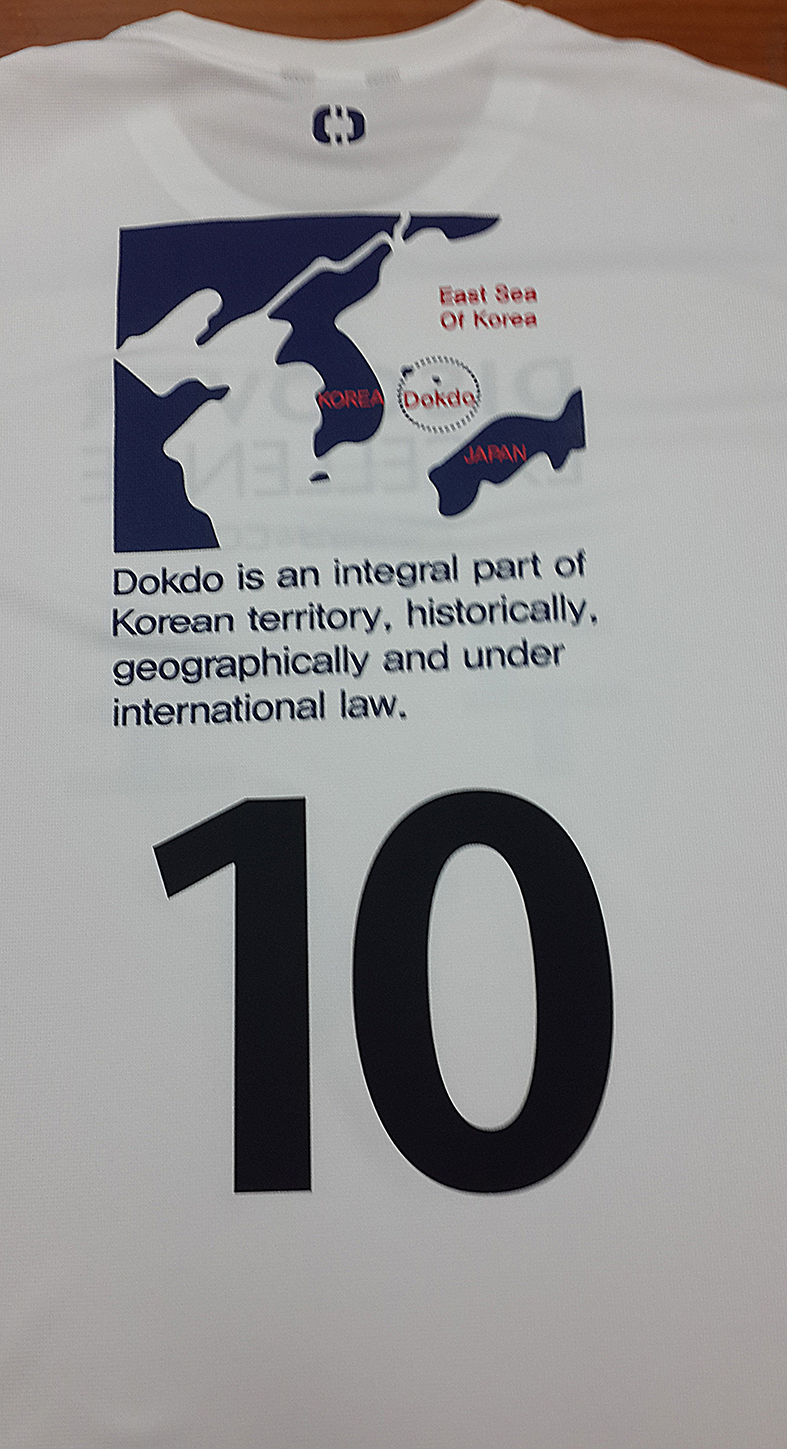 East Sea
Of Korea
KOREA
Dokdo
JAPAN
Dokdo is an integral part of
Korean territory, historically,
geographically and under
international law.
10